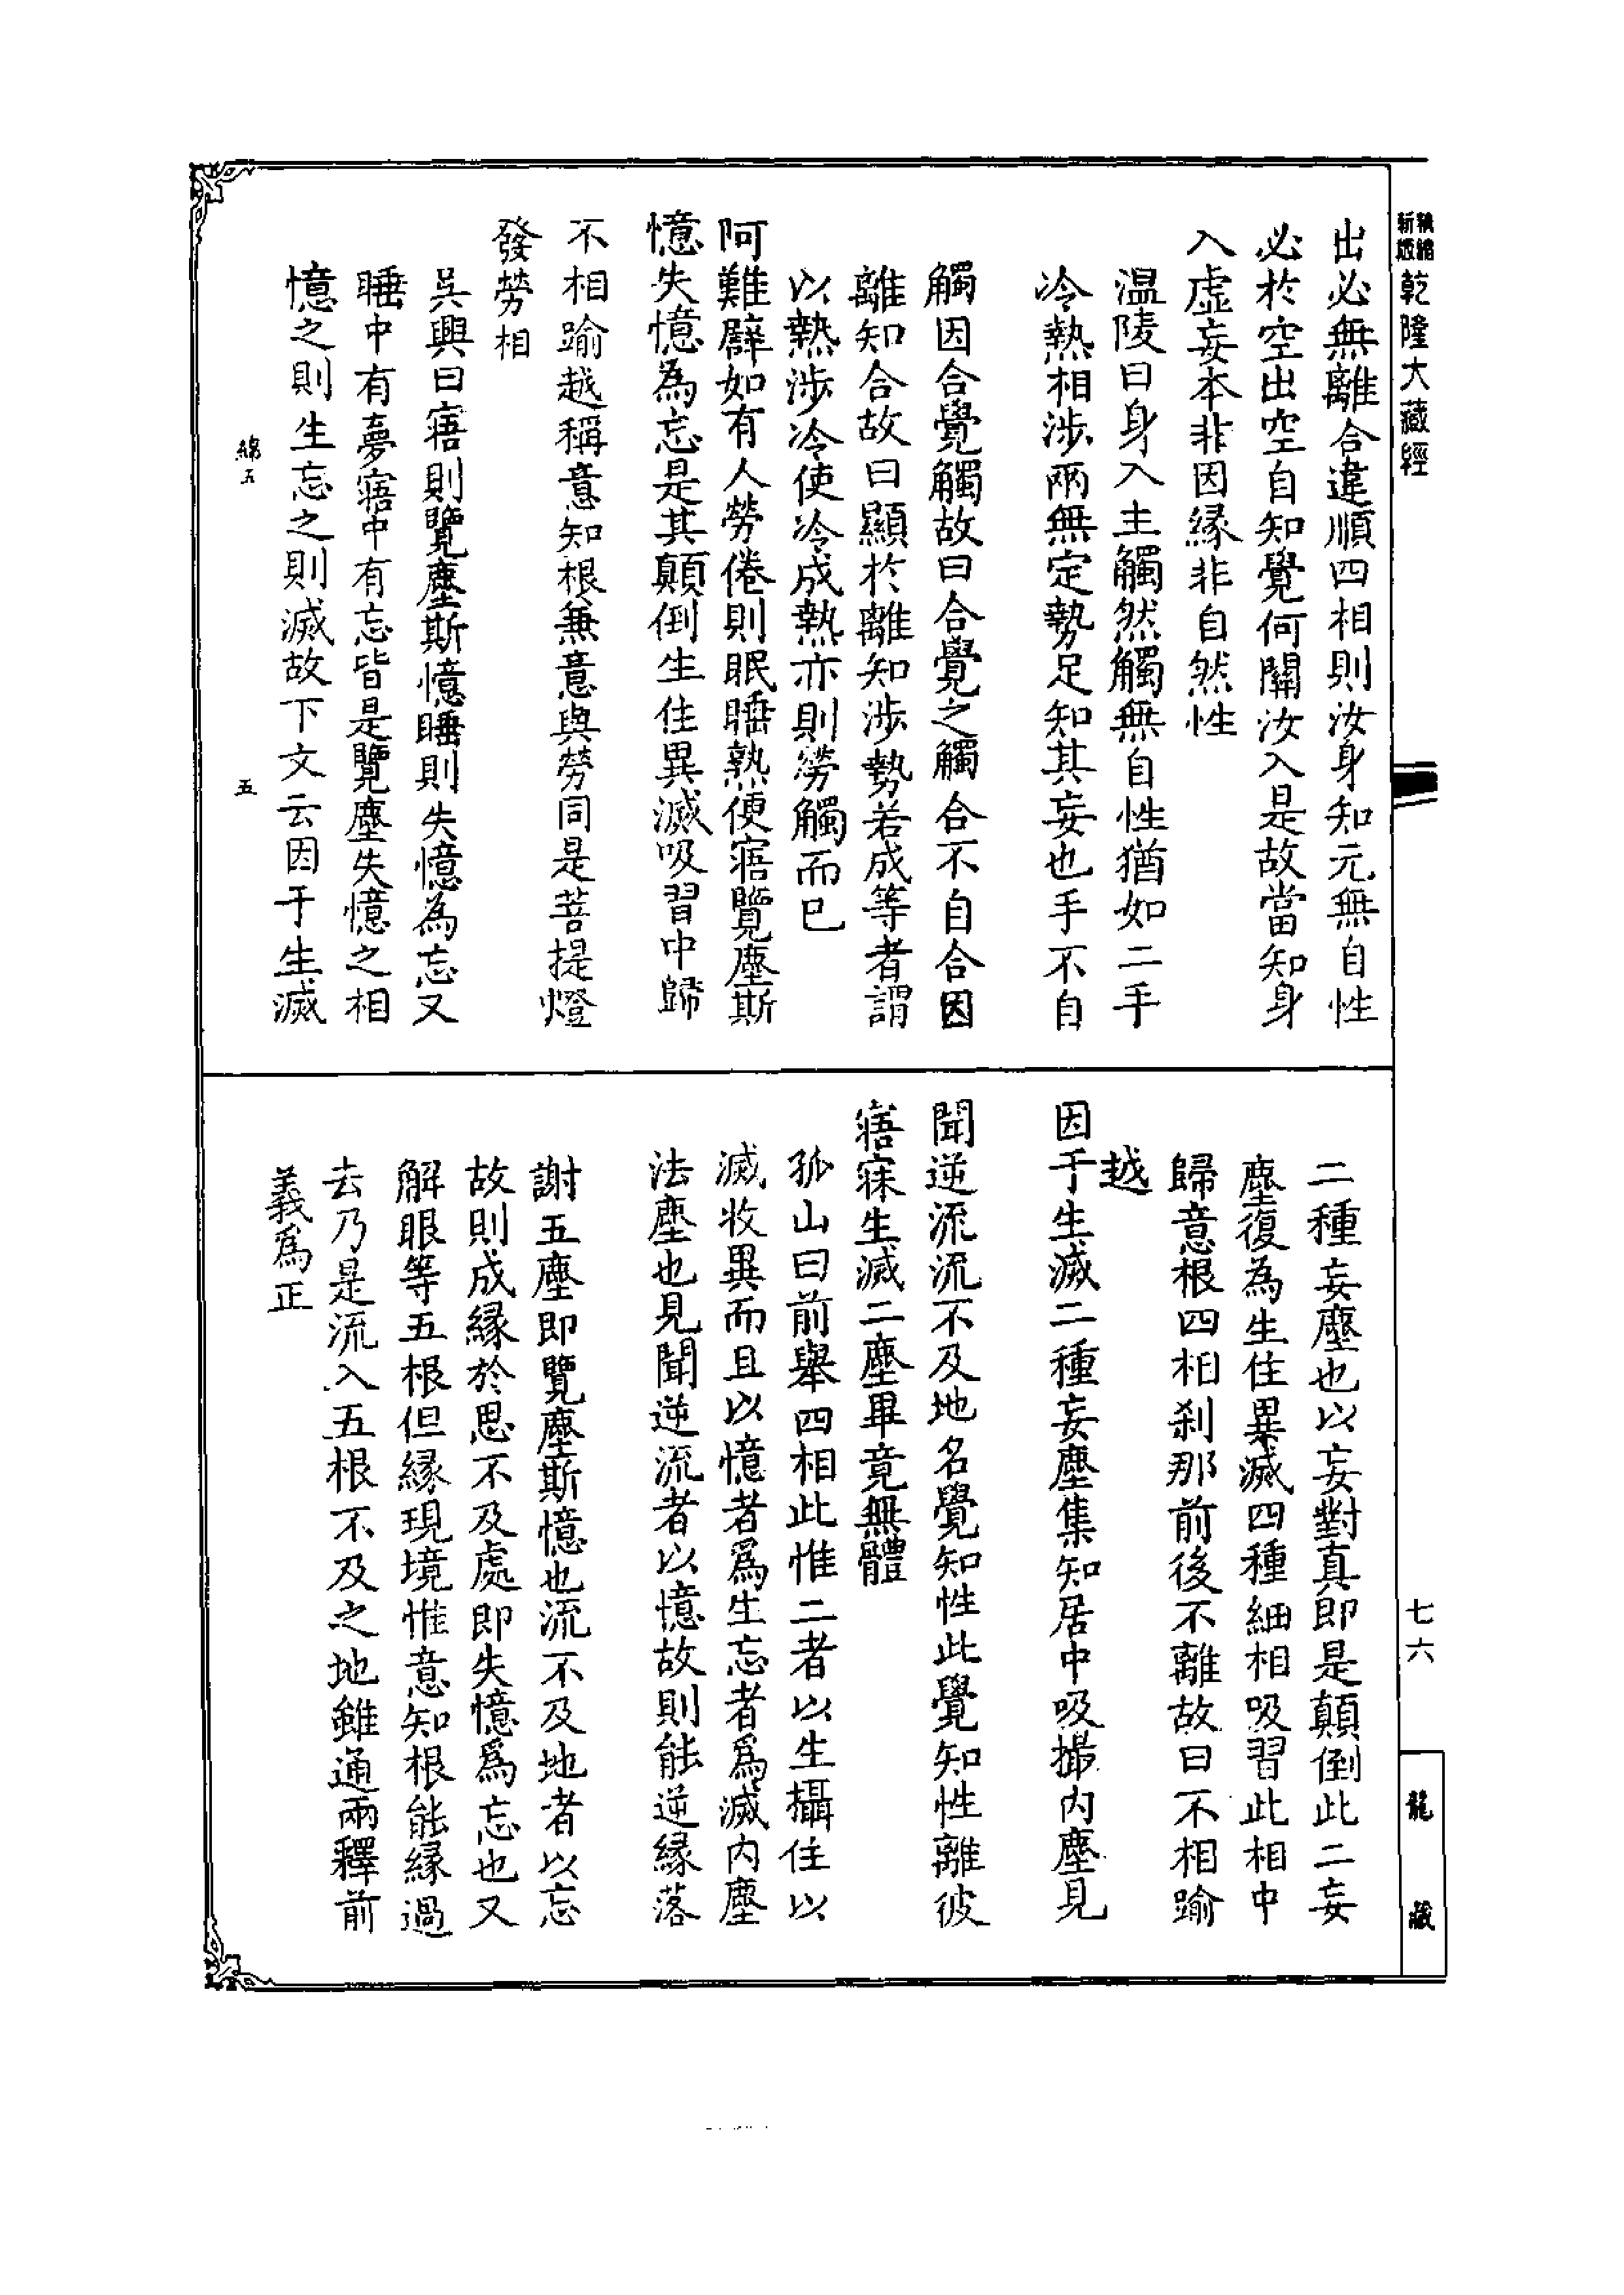 精縮新版 乾隆大藏經
七六
龍藏
出必無離合違順四相則汝身知元無自性
必於空出空自知覺何關汝入是故當知身
入虛妄本非因緣非自然性
温陵曰身入主觸然觸無自性猶如二手
冷熱相涉兩無定勢足知其妄也手不自
觸因合覺觸故曰合覺之觸合不自合因
離知合故曰顯於離知涉勢若成等者謂
以熱涉冷使冷成熱亦則勞觸而巳
阿難譬如有人勞倦則眠睡熟便寤覽塵斯
憶失憶為忘是其顛倒生住異滅吸習中歸
不相踰越稱意知根兼意與勞同是菩提燈
發勞相
吳興曰寤則覽塵斯憶睡則失憶為忘又
睡中有夢寤中有忘皆是覽塵失憶之相
憶之則生忘之則滅故下文云因于生滅
綿五
五
二種妄塵也以妄對真即是顛倒此二妄
塵復為生住異滅四種細相吸習此相中
歸意根四相刹那前後不離故曰不相踰
越
因于生滅二種妄塵集知居中吸撮內塵見
聞逆流流不及地名覺知性此覺知性離彼
寤寐生滅二塵畢竟無體
孤山曰前舉四相此惟二者以生攝住以
滅收異而且以憶者爲生忘者爲滅內塵
法塵也見聞逆流者以憶故則能逆緣落
謝五塵即覽塵斯憶也流不及地者以忘
故則成緣於思不及處即失憶爲忘也又
解眼等五根但緣現境惟意知根能緣過
去乃是流入五根不及之地雖通兩釋前
義爲正